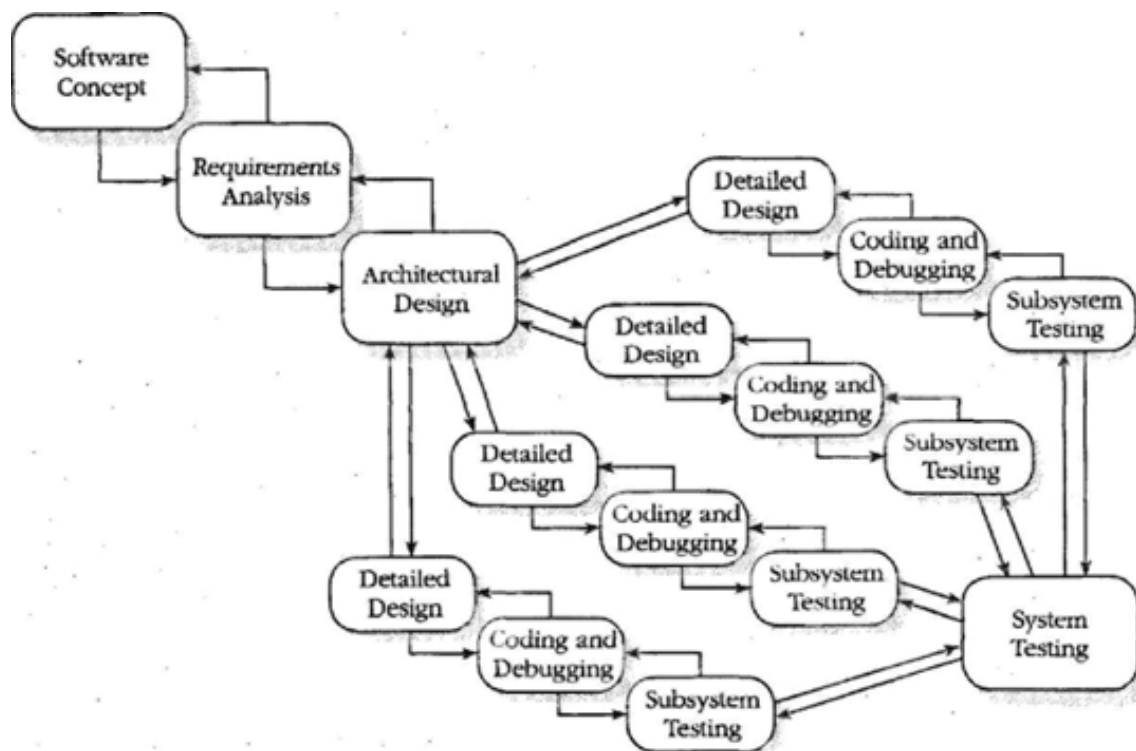 Software
Concept
Requirements
Analysis
Architectural
Design
Detailed
Design
Coding and
Debugging
Subsystem
Testing
Detailed
Design
Coding and
Debugging
Subsystem
Testing
Detailed
Design
Coding and
Debugging
Subsystem
Testing
Detailed
Design
Coding and
Debugging
Subsystem
Testing
System
Testing